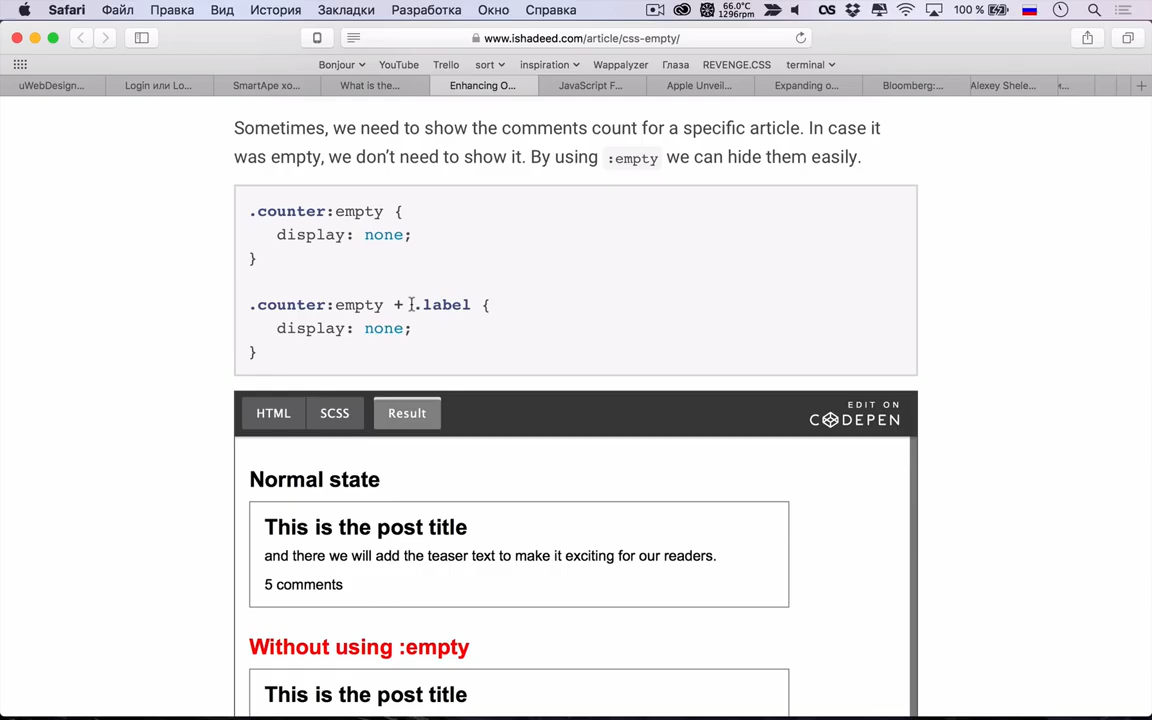 Safari Файл Правка Вид История Закладки Разработка Окно Справка 66.0°C 1296rpm OS 100 %
www.ishadeed.com/article/css-empty/
Bonjour YouTube Trello sort inspiration Wappalyzer Глаза REVENGE.CSS terminal
uWebDesign... Login или Lo... SmartApe хо... What is the... Enhancing O... JavaScript F... Apple Unveil... Expanding o... Bloomberg:... Alexey Shele...
Sometimes, we need to show the comments count for a specific article. In case it
was empty, we don't need to show it. By using :empty we can hide them easily.
.counter:empty {
display: none;
}
.counter:empty + .label {
display: none;
}
HTML SCSS Result EDIT ON
CODEPEN
Normal state
This is the post title
and there we will add the teaser text to make it exciting for our readers.
5 comments
Without using :empty
This is the post title